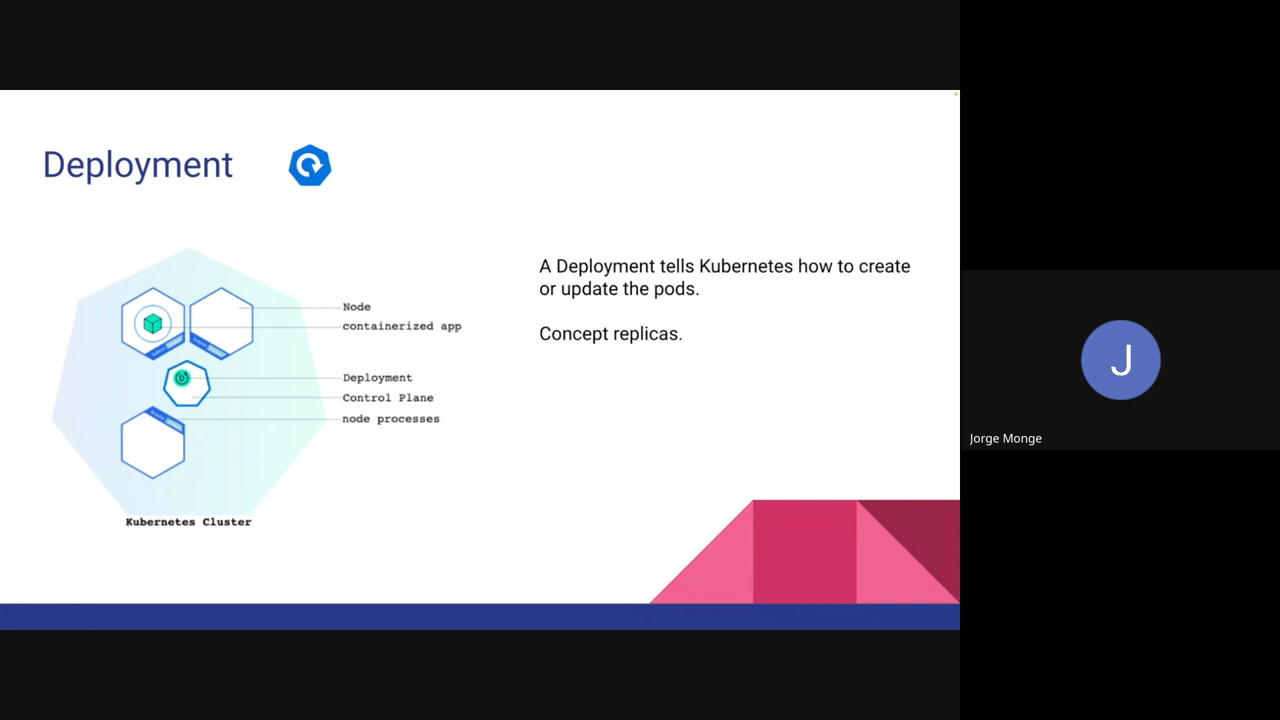 Deployment
A Deployment tells Kubernetes how to create
or update the pods.
Concept replicas.
Node
containerized app
Deployment
Control Plane
node processes
Kubernetes Cluster
J
Jorge Monge